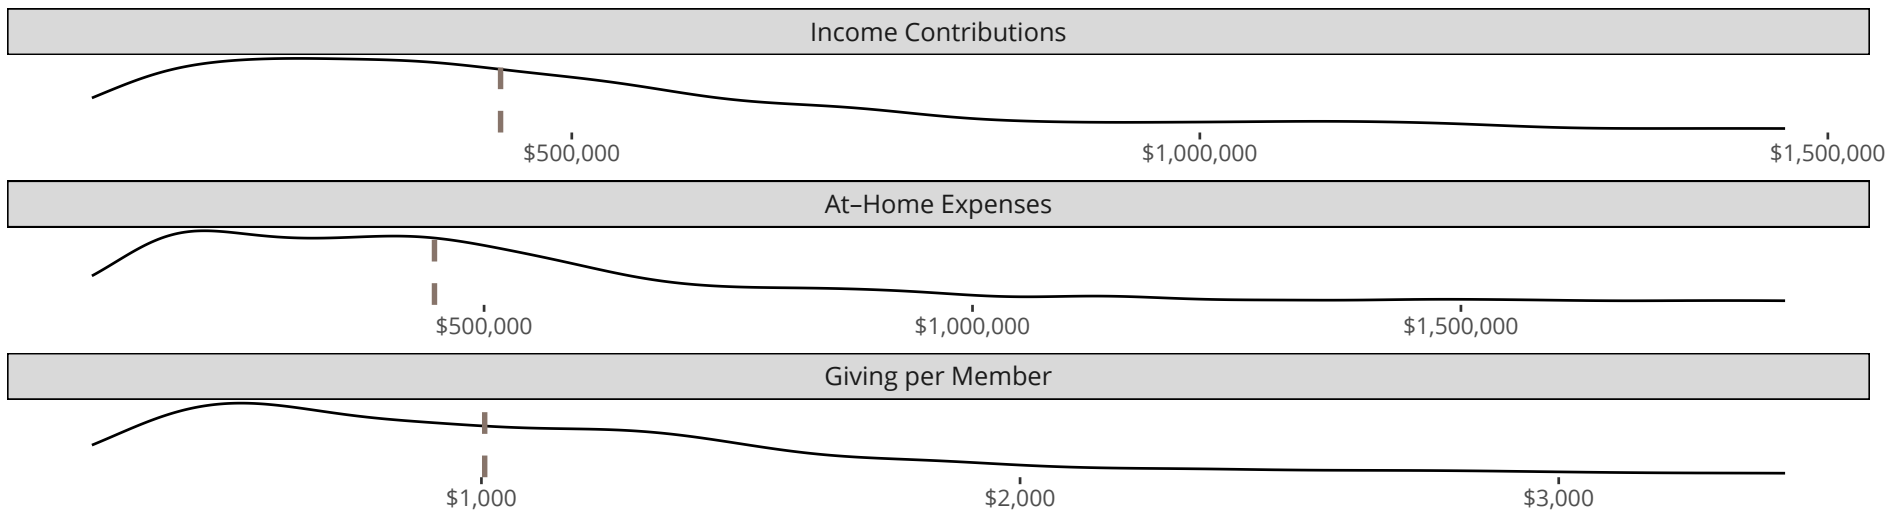 Income Contributions
$500,000 $1,000,000 $1,500,000
At–Home Expenses
$500,000 $1,000,000 $1,500,000
Giving per Member
$1,000 $2,000 $3,000